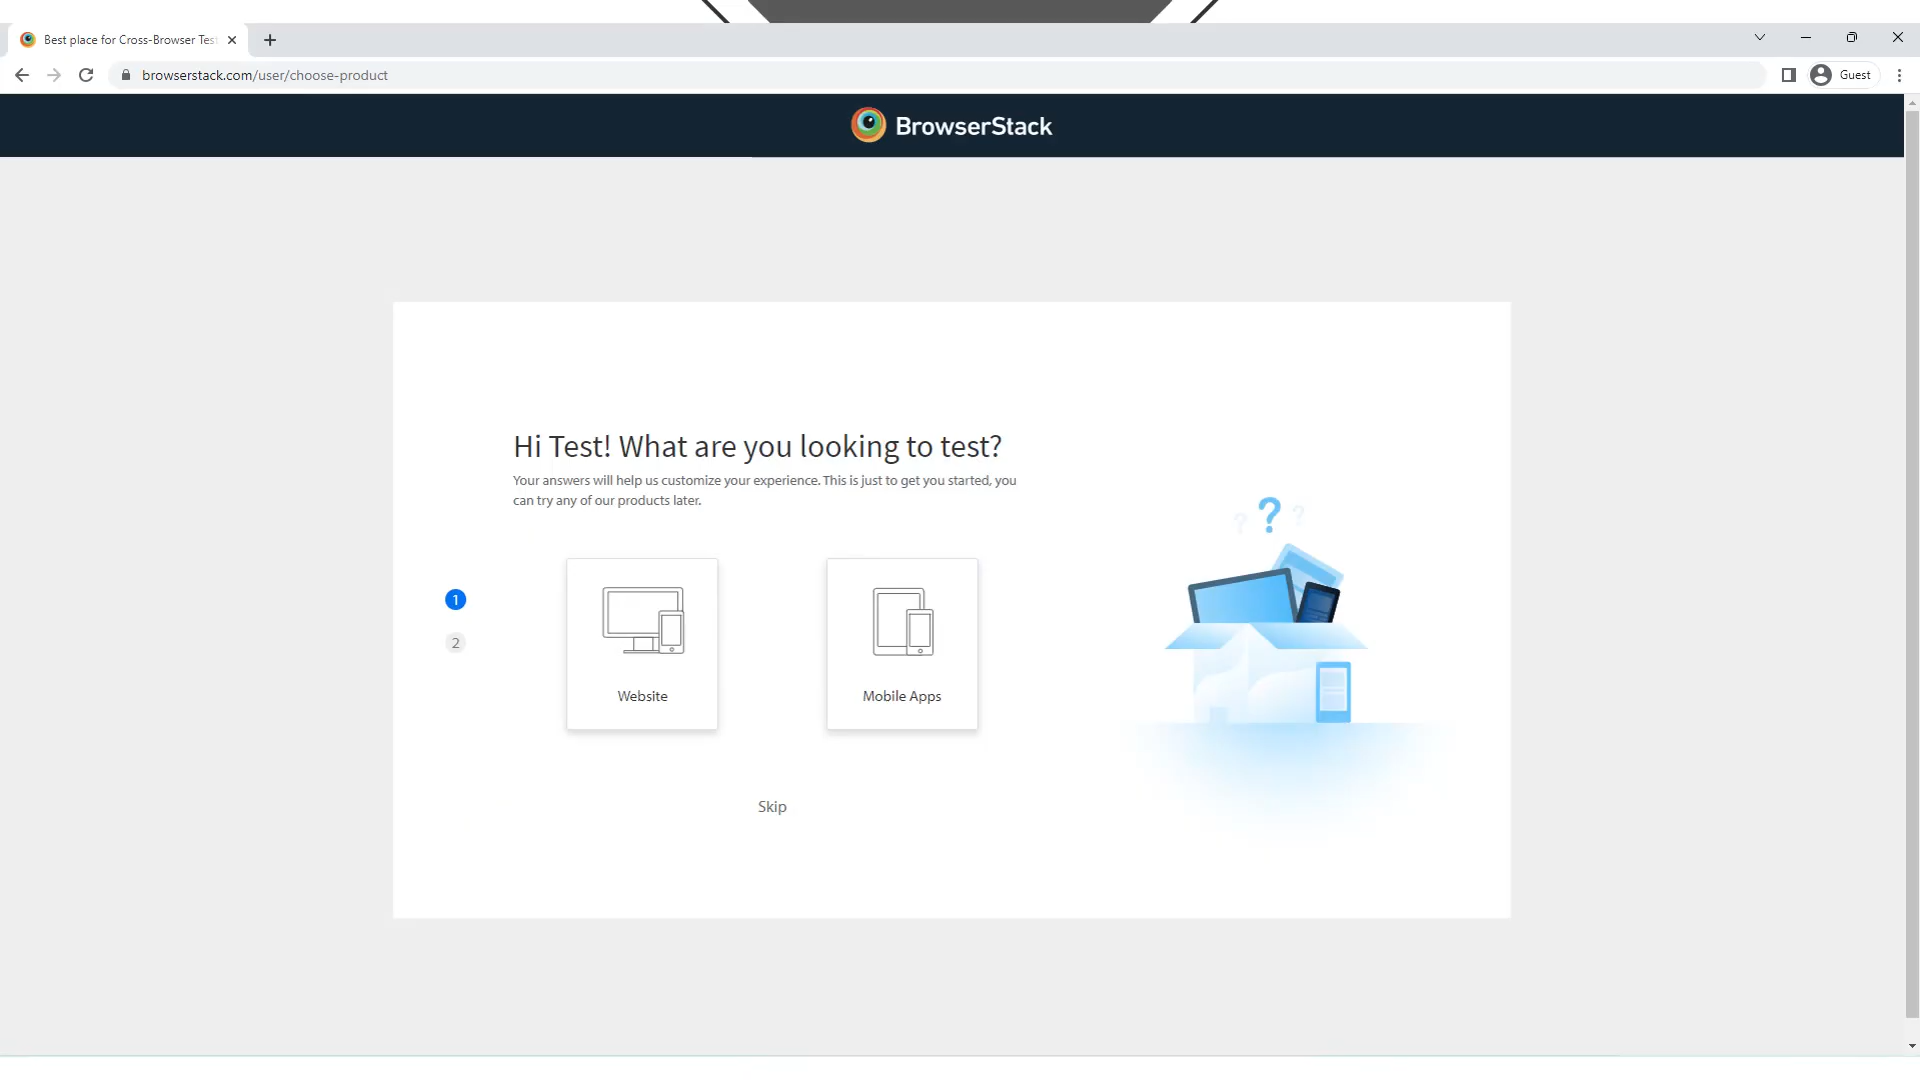 Best place for Cross-Browser Test
browserstack.com/user/choose-product
Guest
BrowserStack
Hi Test! What are you looking to test?
Your answers will help us customize your experience. This is just to get you started, you
can try any of our products later.
? ? ?
1
2
Website
Mobile Apps
Skip